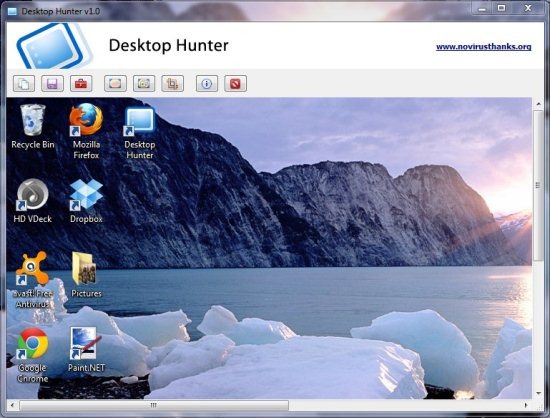 Desktop Hunter v1.0
Desktop Hunter
www.novirusthanks.org
Recycle Bin
Mozilla
Firefox
Desktop
Hunter
HD VDeck
Dropbox
avast! Free
Antivirus
Pictures
Google
Chrome
Paint.NET